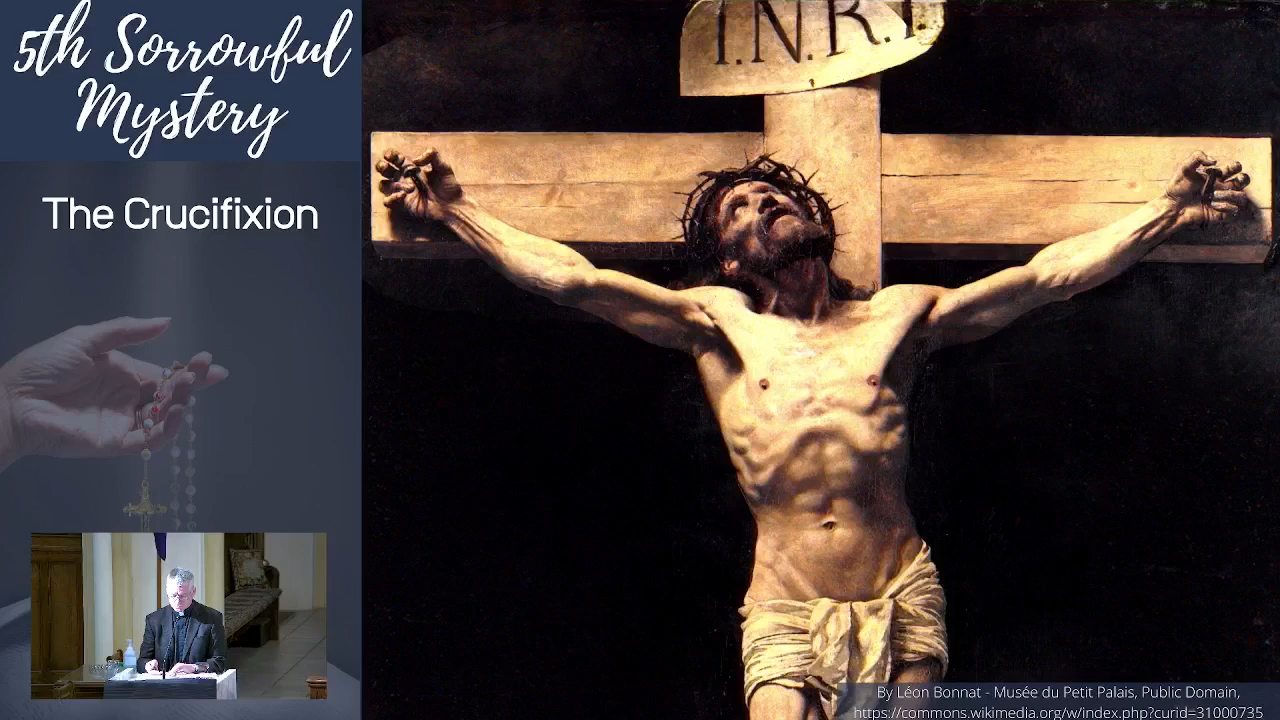 5th Sorrowful
Mystery
The Crucifixion
I.N.R.I.
By Léon Bonnat - Musée du Petit Palais, Public Domain,
https://commons.wikimedia.org/w/index.php?curid=31000735